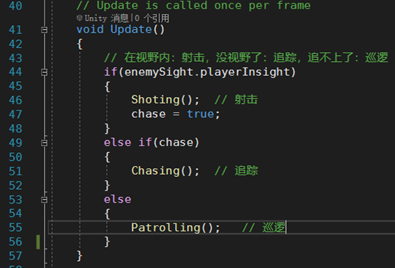 40 // Update is called once per frame
Unity 消息|0 个引用
41 void Update()
42 {
43 // 在视野内：射击，没视野了：追踪，追不上了：巡逻
44 if(enemySight.playerInsight)
45 {
46 Shoting();  // 射击
47 chase = true;
48 }
49 else if(chase)
50 {
51 Chasing();  // 追踪
52 }
53 else
54 {
55 Patrolling();   // 巡逻
56 }
57 }